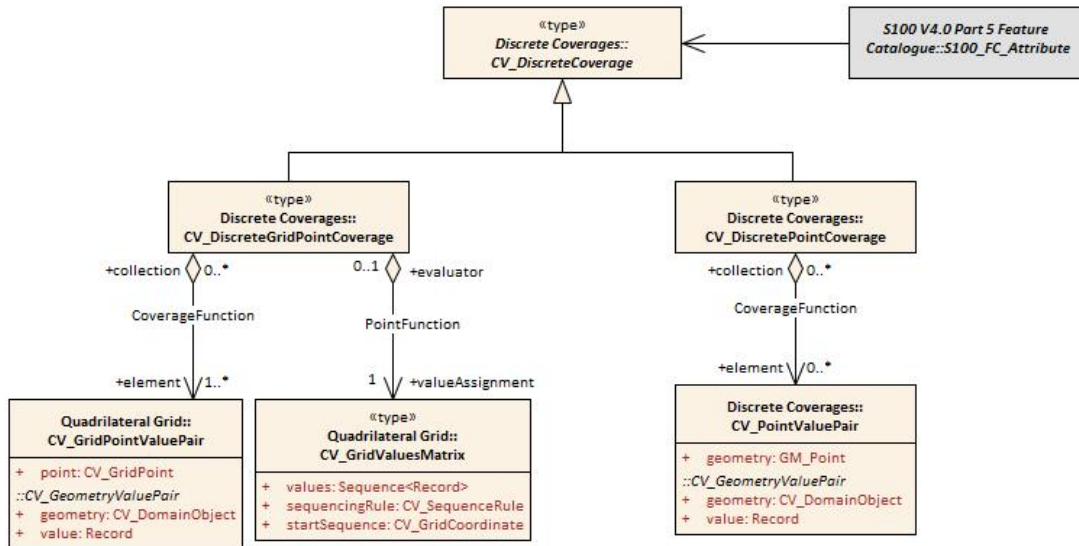 «type»
Discrete Coverages::
CV_DiscreteCoverage
S100 V4.0 Part 5 Feature
Catalogue::S100_FC_Attribute
«type»
Discrete Coverages::
CV_DiscreteGridPointCoverage
«type»
Discrete Coverages::
CV_DiscretePointCoverage
+collection 0..*
0..1 +evaluator
+collection 0..*
CoverageFunction
PointFunction
CoverageFunction
+element 1..*
1 +valueAssignment
+element 0..*
Quadrilateral Grid::
CV_GridPointValuePair
+ point: CV_GridPoint
::CV_GeometryValuePair
+ geometry: CV_DomainObject
+ value: Record
«type»
Quadrilateral Grid::
CV_GridValuesMatrix
+ values: Sequence<Record>
+ sequencingRule: CV_SequenceRule
+ startSequence: CV_GridCoordinate
Discrete Coverages::
CV_PointValuePair
+ geometry: GM_Point
::CV_GeometryValuePair
+ geometry: CV_DomainObject
+ value: Record